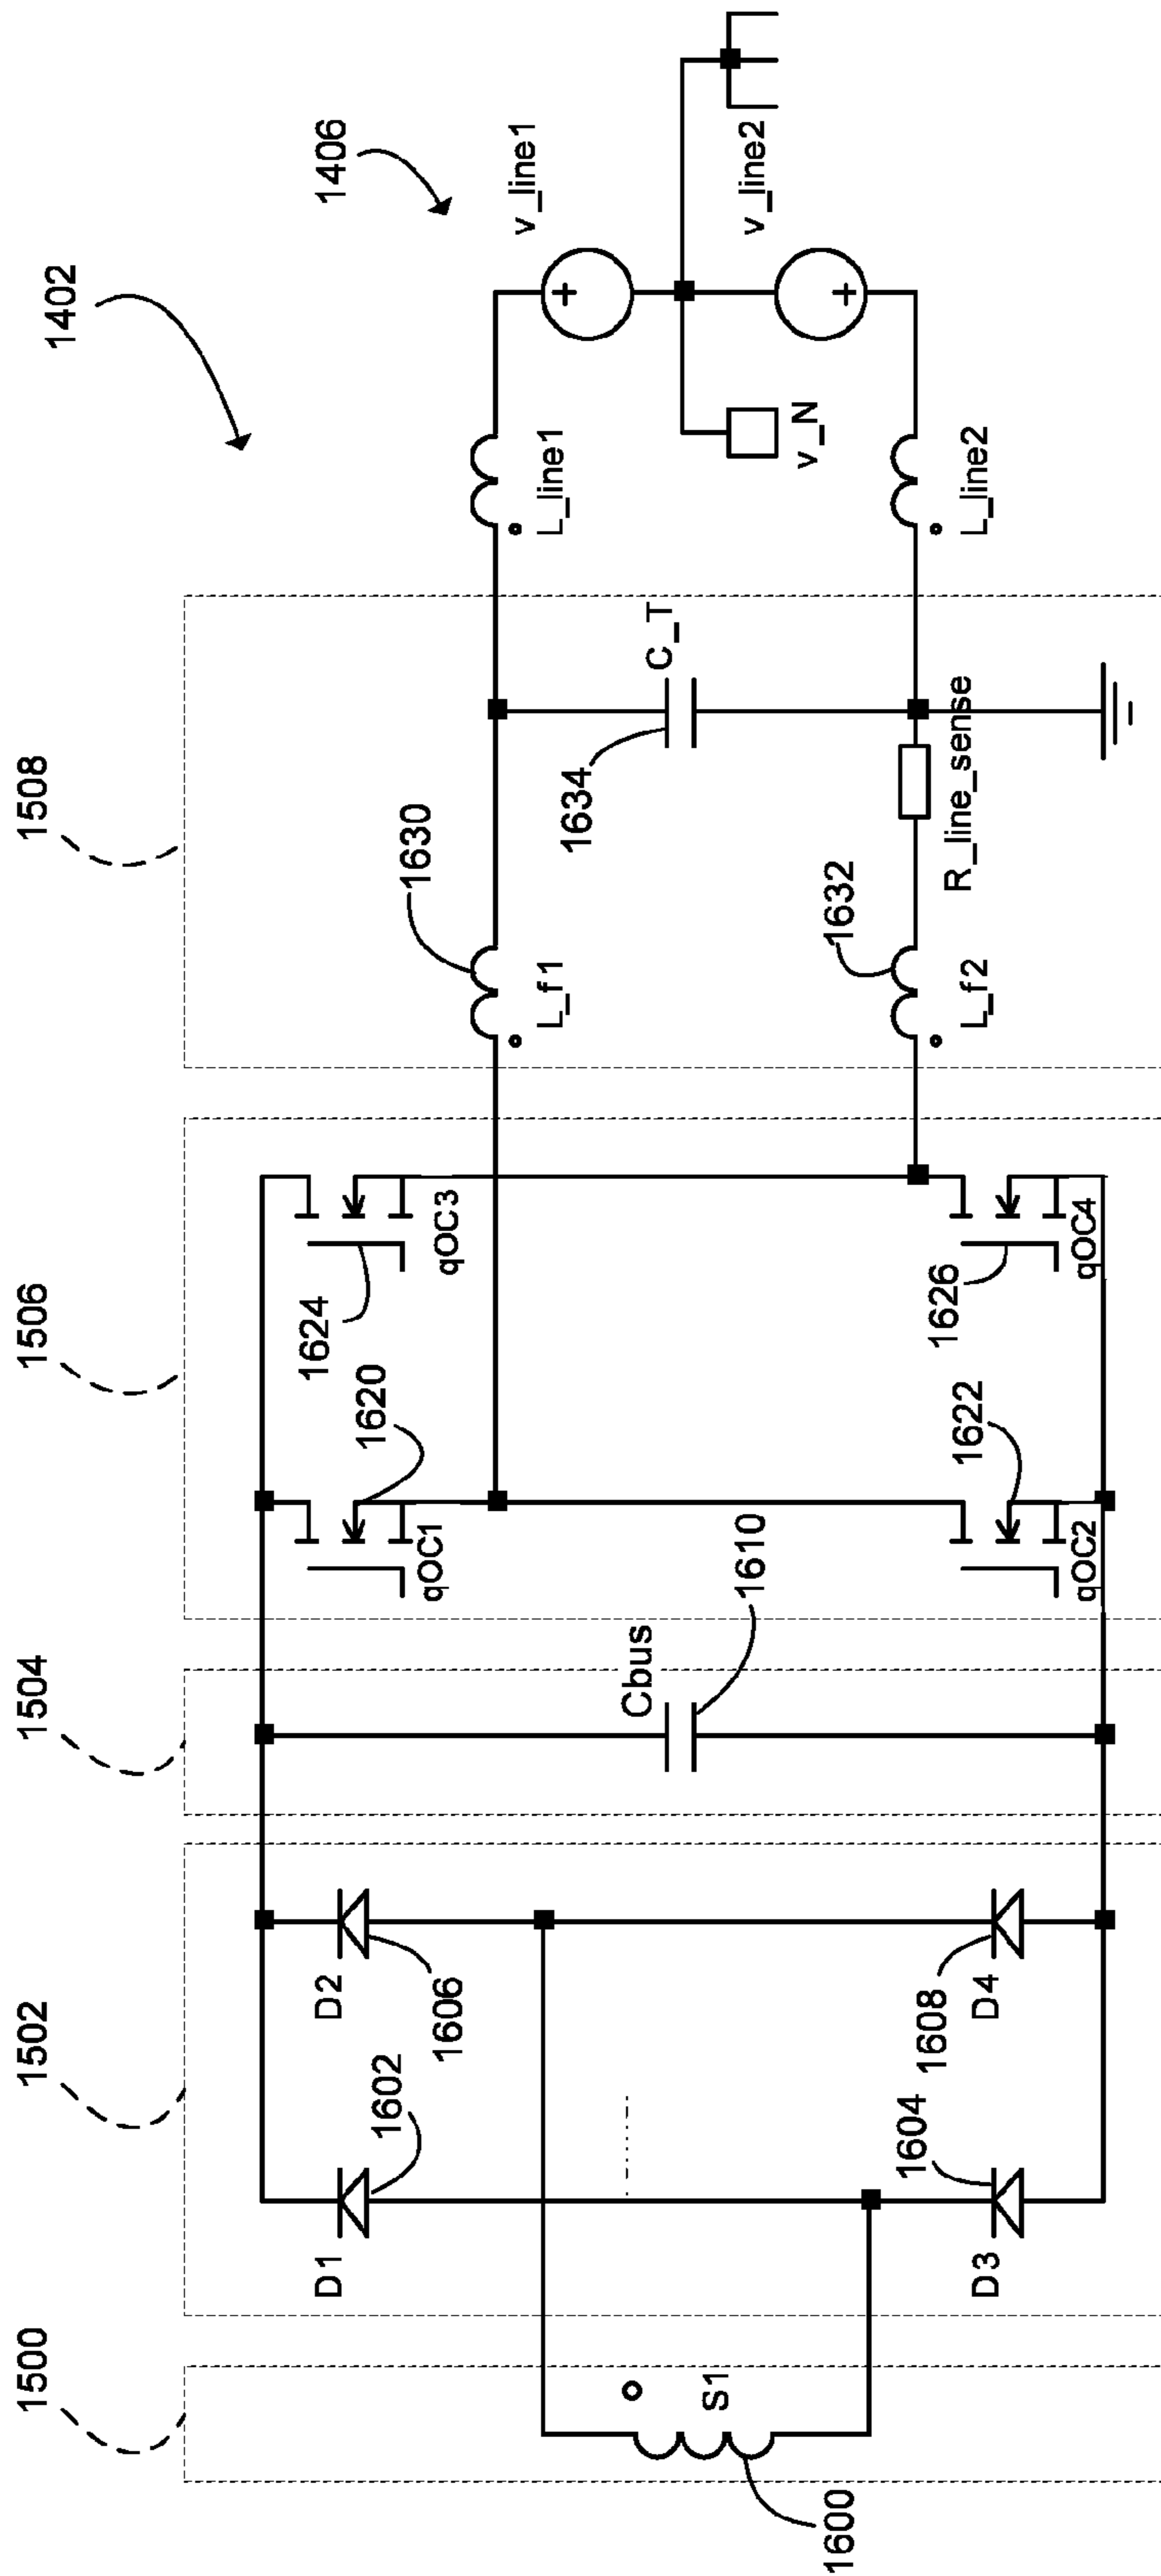 1402
1406
1500
1502
1504
1506
1508
v_line1
v_line2
v_N
L_line1
L_line2
C_T
1634
R_line_sense
1630
L_f1
1632
L_f2
qOC3
1624
qOC1
1620
qOC4
1626
qOC2
1622
Cbus
1610
D2
1606
D1
1602
D4
1608
D3
1604
S1
1600
+
+